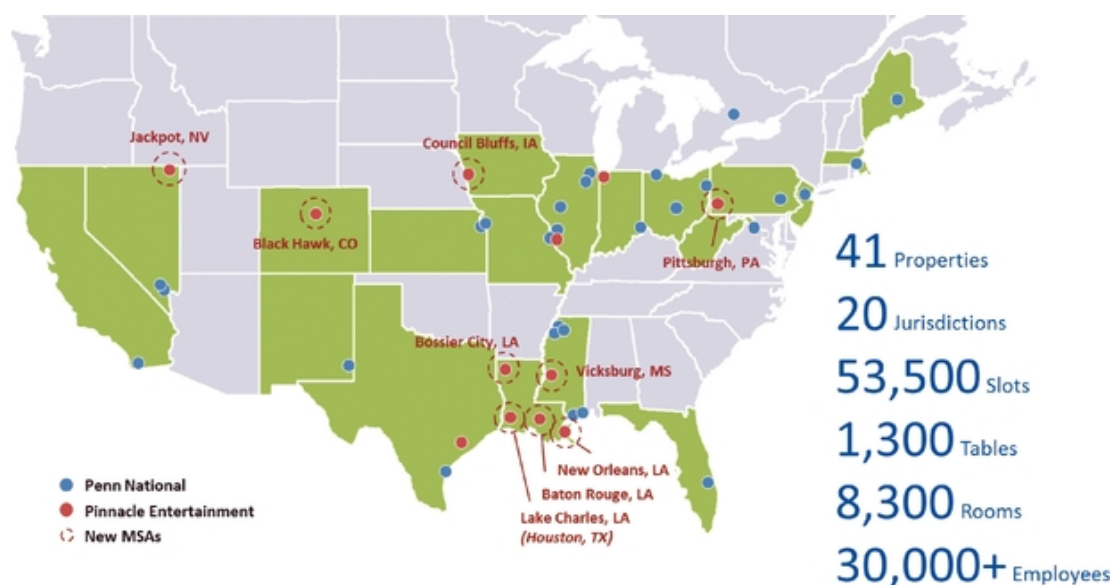 Jackpot, NV
Council Bluffs, IA
Black Hawk, CO
Pittsburgh, PA
Bossier City, LA
Vicksburg, MS
New Orleans, LA
Baton Rouge, LA
Lake Charles, LA
(Houston, TX)
Penn National
Pinnacle Entertainment
New MSAs
41 Properties
20 Jurisdictions
53,500 Slots
1,300 Tables
8,300 Rooms
30,000+ Employees